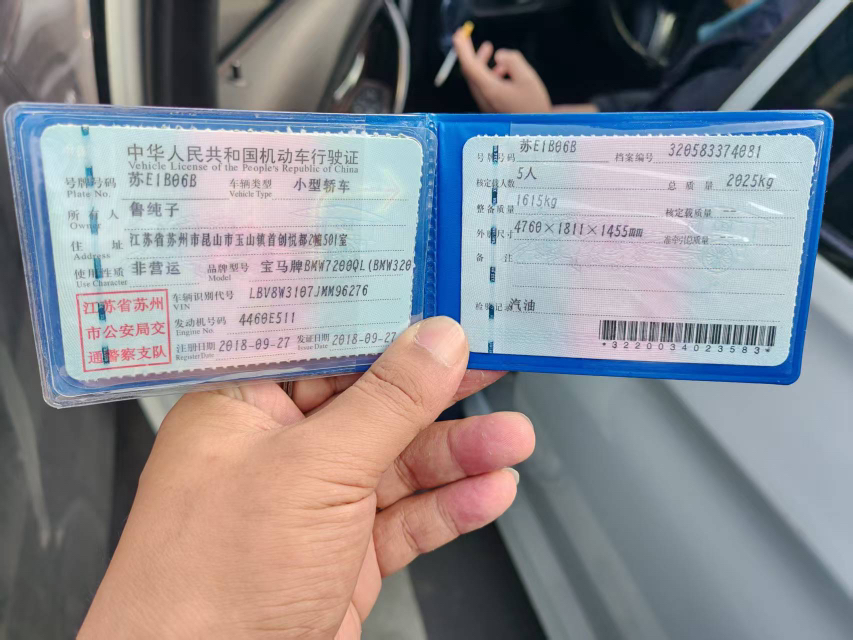 中华人民共和国机动车行驶证
Vehicle License of the People's Republic of China
号牌号码 苏E1B06B 车辆类型 小型轿车
Plate No. Vehicle Type
所有人 鲁纯子
Owner
住址 江苏省苏州市昆山市玉山镇首创悦都2幢501室
Address
使用性质 非营运 品牌型号 宝马牌BMW7200QL(BMW320
Use Character Model
江苏省苏州
市公安局交
通警察支队
车辆识别代号 LBV8W3107JMM96276
VIN
发动机号码 4460E511
Engine No.
注册日期 2018-09-27 发证日期 2018-09-27
Register Date Issue Date
号牌号码 苏E1B06B 档案编号 320583374081
核定载人数 5人 总质量 2025kg
整备质量 1615kg 核定载质量 --
外廓尺寸 4760×1811×1455mm 准牵引总质量 --
备注
检验记录 汽油
*3220034023583*